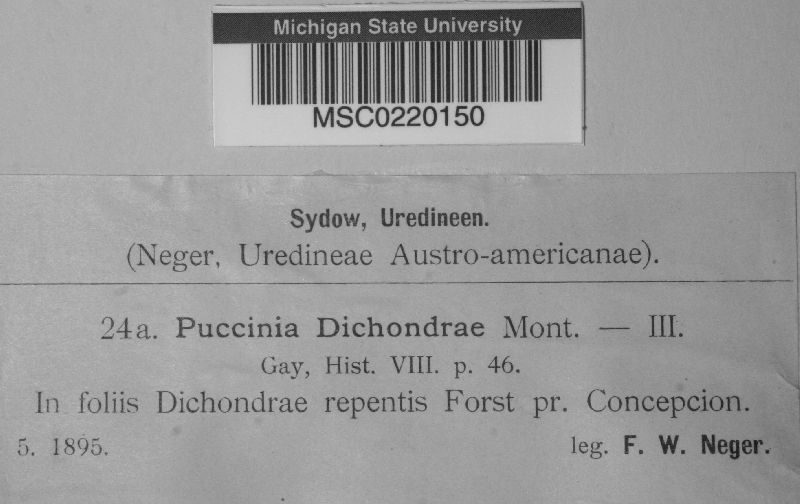 Michigan State University
MSC0220150
Sydow, Uredineen.
(Neger, Uredineae Austro-americanae).
24a. Puccinia Dichondrae Mont. — III.
Gay, Hist. VIII. p. 46.
In foliis Dichondrae repentis Forst pr. Concepcion.
5. 1895. leg. F. W. Neger.